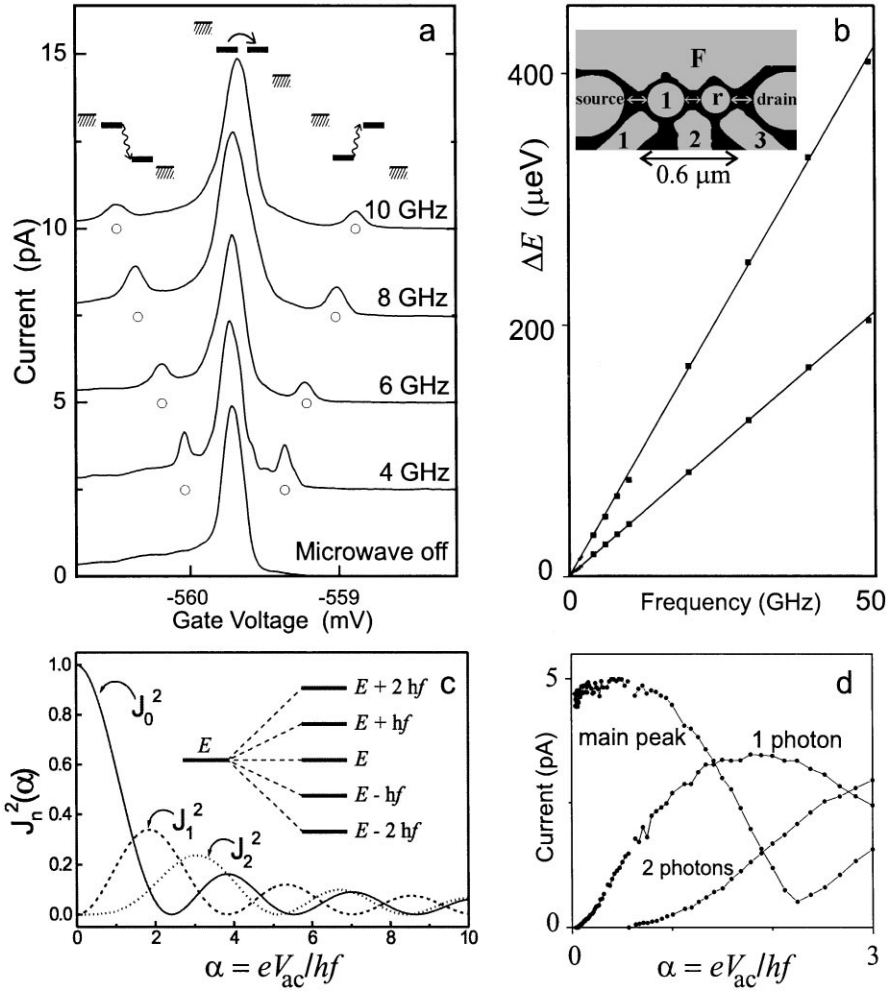 a
15
10
5
0
Current (pA)
10 GHz
8 GHz
6 GHz
4 GHz
Microwave off
-560
-559
Gate Voltage (mV)
b
400
200
0
ΔE (μeV)
F
source
1
r
drain
1
2
3
0.6 μm
0
Frequency (GHz)
50
c
1.0
0.8
0.6
0.4
0.2
0.0
Jₙ²(α)
J₀²
J₁²
J₂²
E
E + 2 hf
E + hf
E
E - hf
E - 2 hf
0
2
4
6
8
10
α = eVac/hf
d
5
0
Current (pA)
main peak
1 photon
2 photons
0
3
α = eVac/hf